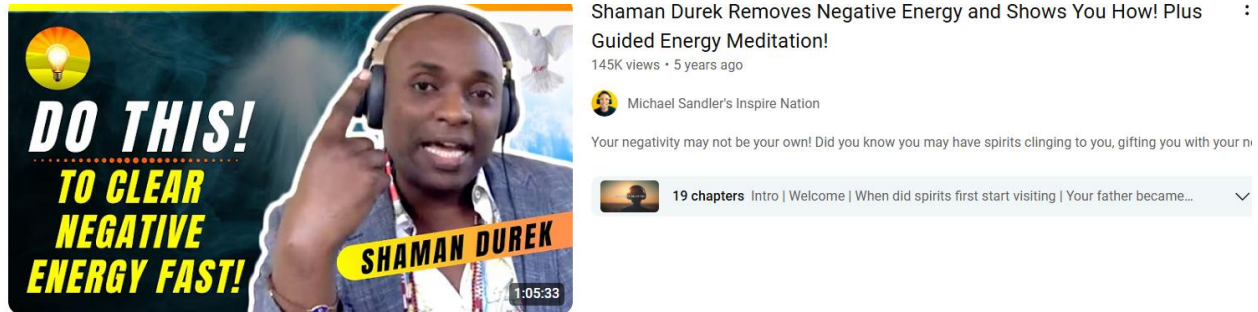 DO THIS!
TO CLEAR
NEGATIVE
ENERGY FAST!
SHAMAN DUREK
1:05:33
Shaman Durek Removes Negative Energy and Shows You How! Plus
Guided Energy Meditation!
145K views • 5 years ago
Michael Sandler's Inspire Nation
Your negativity may not be your own! Did you know you may have spirits clinging to you, gifting you with your
19 chapters Intro | Welcome | When did spirits first start visiting | Your father became...